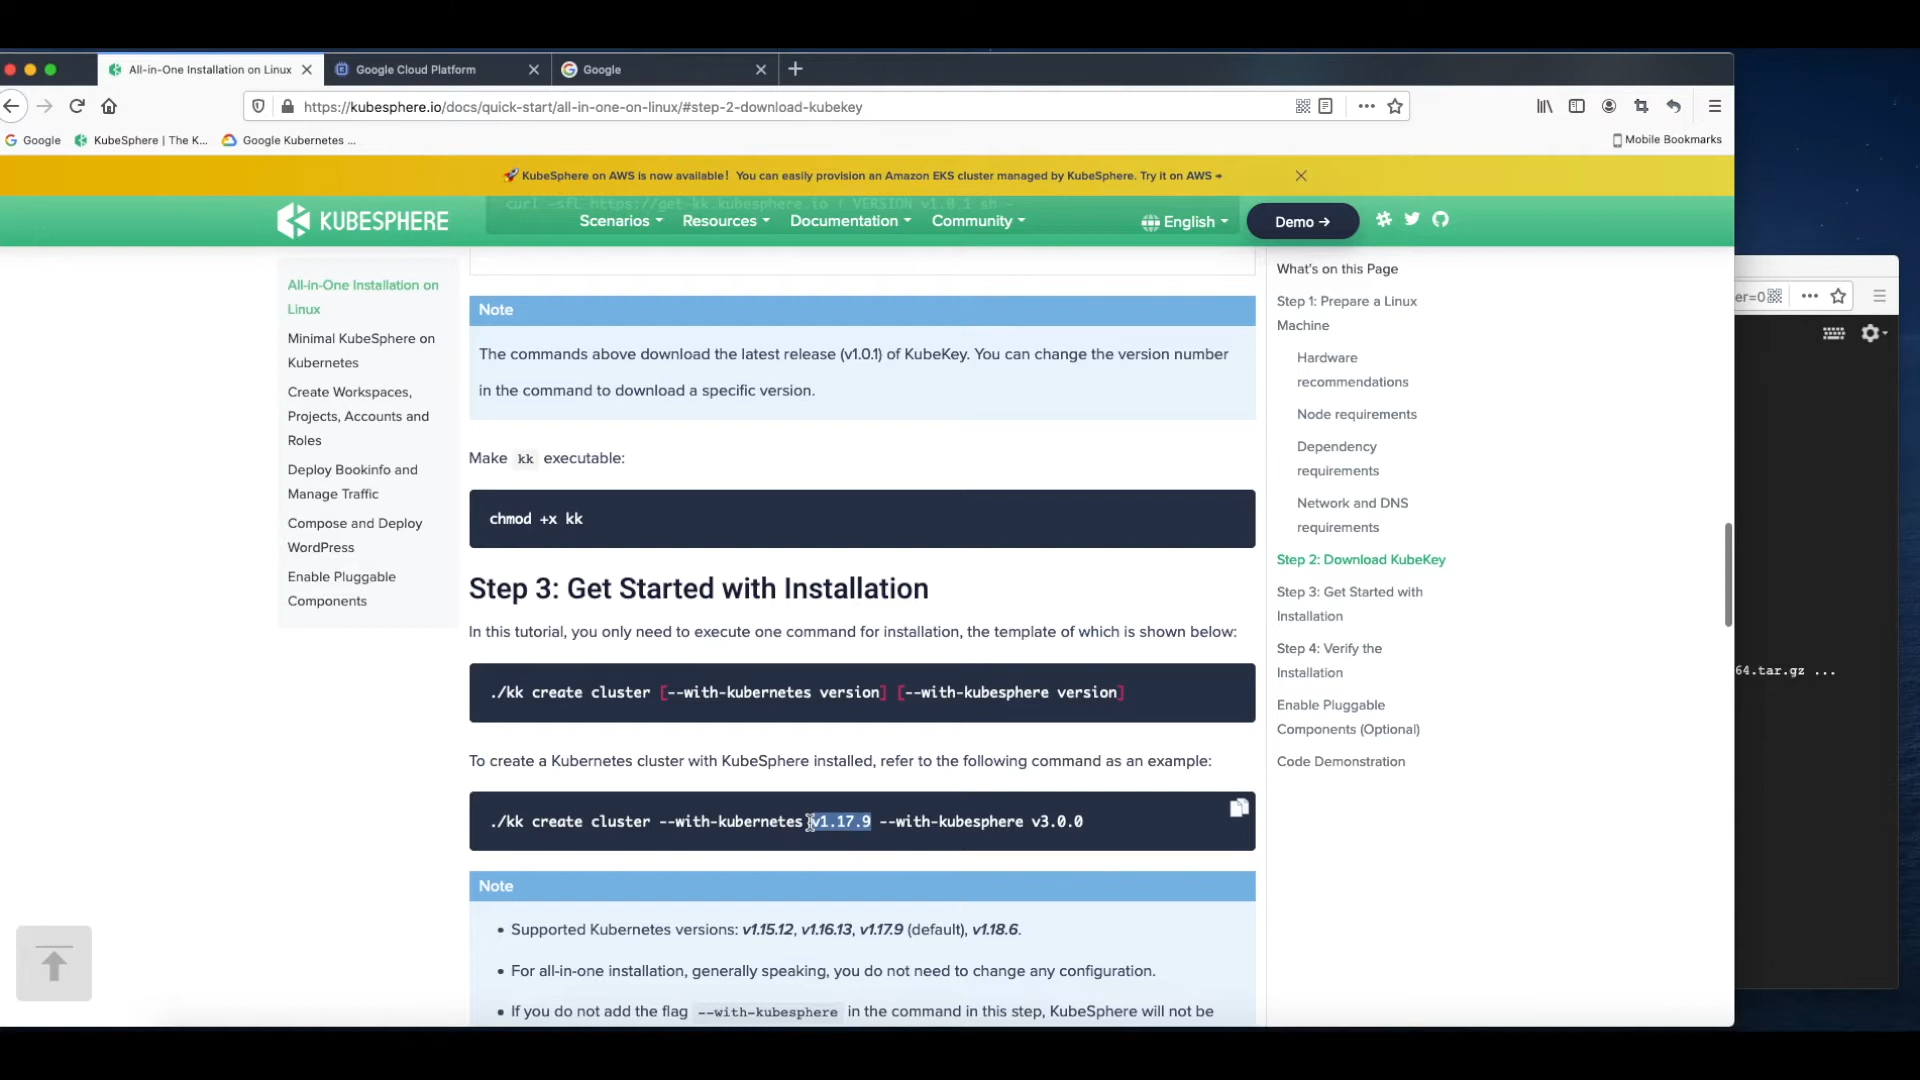 All-in-One Installation on Linux
Google Cloud Platform
Google
https://kubesphere.io/docs/quick-start/all-in-one-on-linux/#step-2-download-kubekey
Google
KubeSphere | The K...
Google Kubernetes ...
Mobile Bookmarks
🚀 KubeSphere on AWS is now available! You can easily provision an Amazon EKS cluster managed by KubeSphere. Try it on AWS →
curl -sfL https://get-kk.kubesphere.io | VERSION=v1.0.1 sh -
KUBESPHERE
Scenarios
Resources
Documentation
Community
English
Demo →
All-in-One Installation on
Linux
Minimal KubeSphere on
Kubernetes
Create Workspaces,
Projects, Accounts and
Roles
Deploy Bookinfo and
Manage Traffic
Compose and Deploy
WordPress
Enable Pluggable
Components
Note
The commands above download the latest release (v1.0.1) of KubeKey. You can change the version number
in the command to download a specific version.
Make kk executable:
chmod +x kk
Step 3: Get Started with Installation
In this tutorial, you only need to execute one command for installation, the template of which is shown below:
./kk create cluster [--with-kubernetes version] [--with-kubesphere version]
To create a Kubernetes cluster with KubeSphere installed, refer to the following command as an example:
./kk create cluster --with-kubernetes v1.17.9 --with-kubesphere v3.0.0
Note
• Supported Kubernetes versions: v1.15.12, v1.16.13, v1.17.9 (default), v1.18.6.
• For all-in-one installation, generally speaking, you do not need to change any configuration.
• If you do not add the flag --with-kubesphere in the command in this step, KubeSphere will not be
What's on this Page
Step 1: Prepare a Linux
Machine
Hardware
recommendations
Node requirements
Dependency
requirements
Network and DNS
requirements
Step 2: Download KubeKey
Step 3: Get Started with
Installation
Step 4: Verify the
Installation
Enable Pluggable
Components (Optional)
Code Demonstration
er=0
64.tar.gz ...